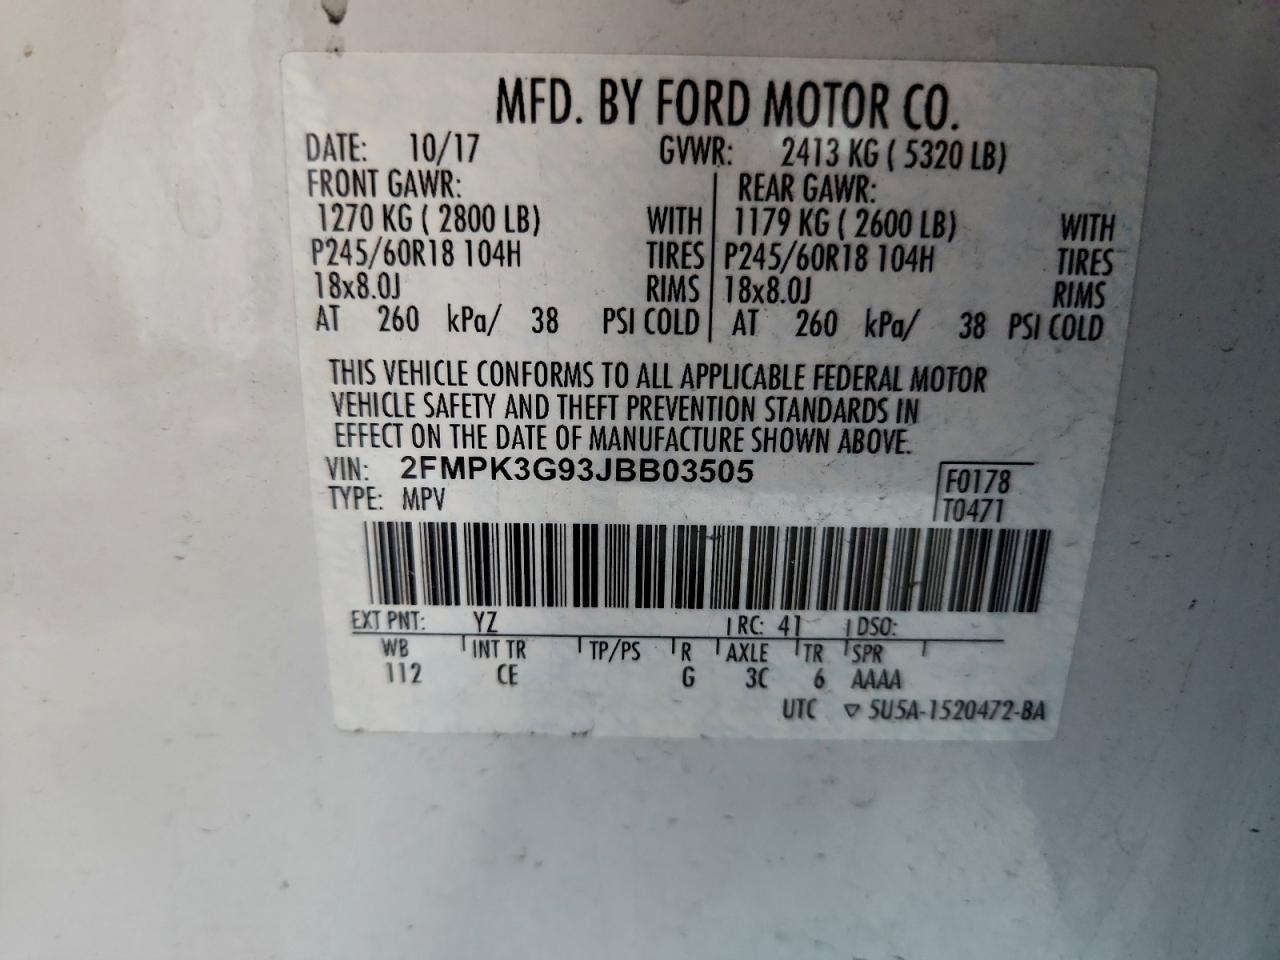 MFD. BY FORD MOTOR CO.
DATE: 10/17 GVWR: 2413 KG ( 5320 LB)
FRONT GAWR: REAR GAWR:
1270 KG ( 2800 LB) WITH 1179 KG ( 2600 LB) WITH
P245/60R18 104H TIRES P245/60R18 104H TIRES
18x8.0J RIMS 18x8.0J RIMS
AT 260 kPa/ 38 PSI COLD AT 260 kPa/ 38 PSI COLD
THIS VEHICLE CONFORMS TO ALL APPLICABLE FEDERAL MOTOR
VEHICLE SAFETY AND THEFT PREVENTION STANDARDS IN
EFFECT ON THE DATE OF MANUFACTURE SHOWN ABOVE.
VIN: 2FMPK3G93JBB03505
F0178
TYPE: MPV
T0471
EXT PNT: YZ RC: 41 DSO:
WB INT TR TP/PS R AXLE TR SPR
112 CE G 3C 6 AAAA
UTC ▽ 5U5A-1520472-BA